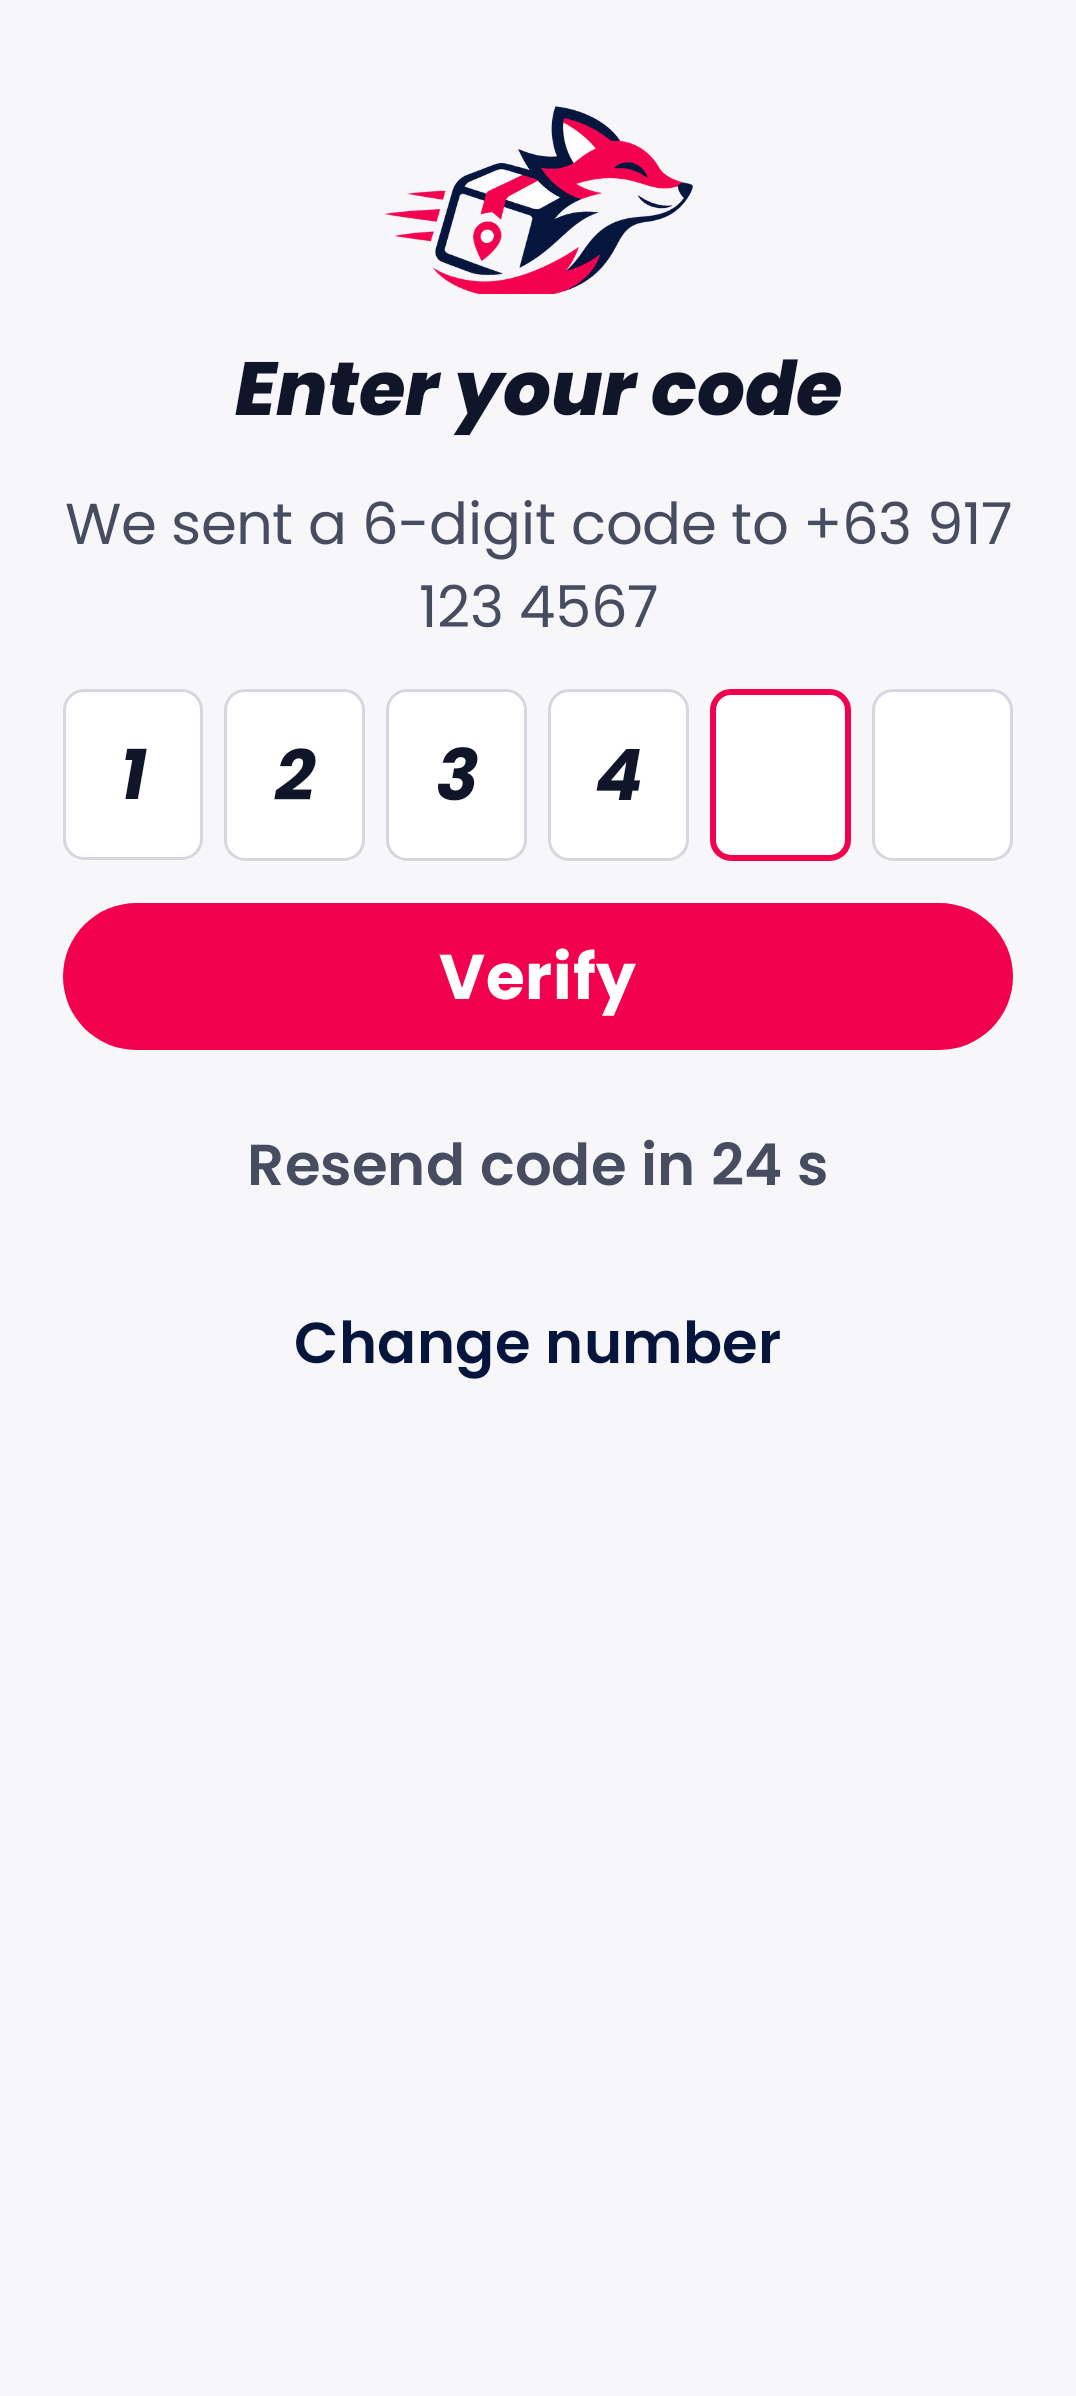 Enter your code
We sent a 6-digit code to +63 917
123 4567
1 2 3 4
Verify
Resend code in 24 s
Change number